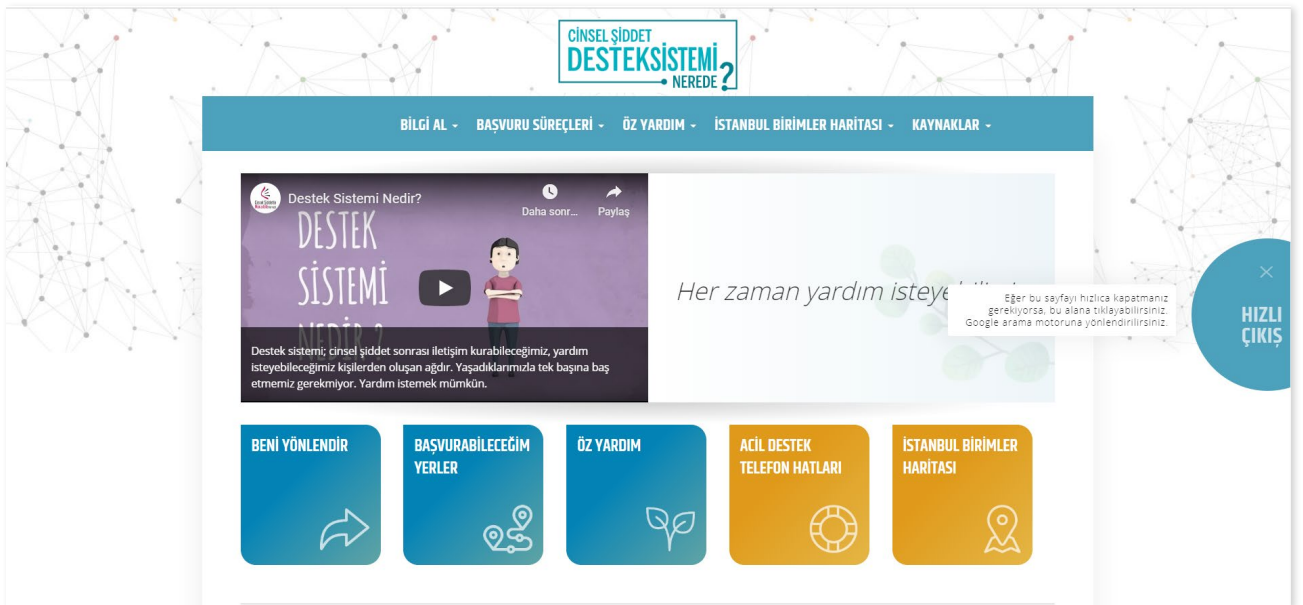 CİNSEL ŞİDDET
DESTEKSİSTEMİ
NEREDE ?
BİLGİ AL
BAŞVURU SÜREÇLERİ
ÖZ YARDIM
İSTANBUL BİRİMLER HARİTASI
KAYNAKLAR
Destek Sistemi Nedir?
Daha sonr...
Paylaş
DESTEK
SİSTEMİ
NEDİR ?
Destek sistemi; cinsel şiddet sonrası iletişim kurabileceğimiz, yardım
isteyebileceğimiz kişilerden oluşan ağdır. Yaşadıklarımızla tek başına baş
etmemiz gerekmiyor. Yardım istemek mümkün.
Her zaman yardım
Eğer bu sayfayı hızlıca kapatmanız
gerekiyorsa, bu alana tıklayabilirsiniz.
Google arama motoruna yönlendirilirsiniz.
HIZLI
ÇIKIŞ
BENİ YÖNLENDİR
BAŞVURABİLECEĞİM
YERLER
ÖZ YARDIM
ACİL DESTEK
TELEFON HATLARI
İSTANBUL BİRİMLER
HARİTASI